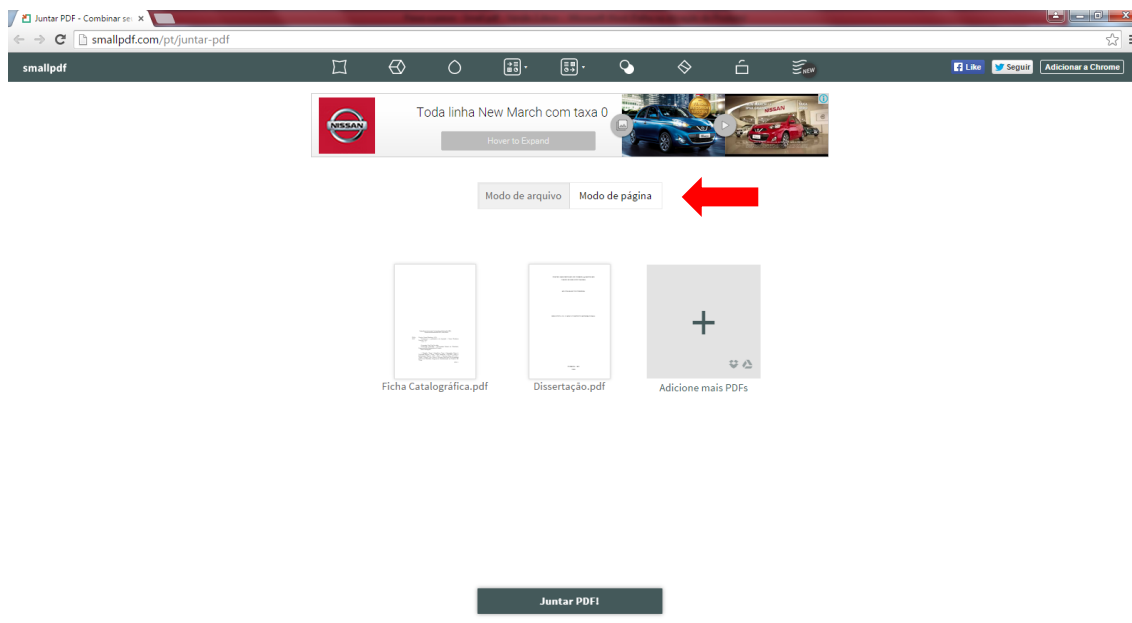 Juntar PDF - Combinar se
smallpdf.com/pt/juntar-pdf
smallpdf
NEW
Like
Seguir
Adicionar a Chrome
NISSAN
Toda linha New March com taxa 0
Hover to Expand
NISSAN
Modo de arquivo
Modo de página
Ficha Catalográfica.pdf
Dissertação.pdf
Adicione mais PDFs
Juntar PDF!